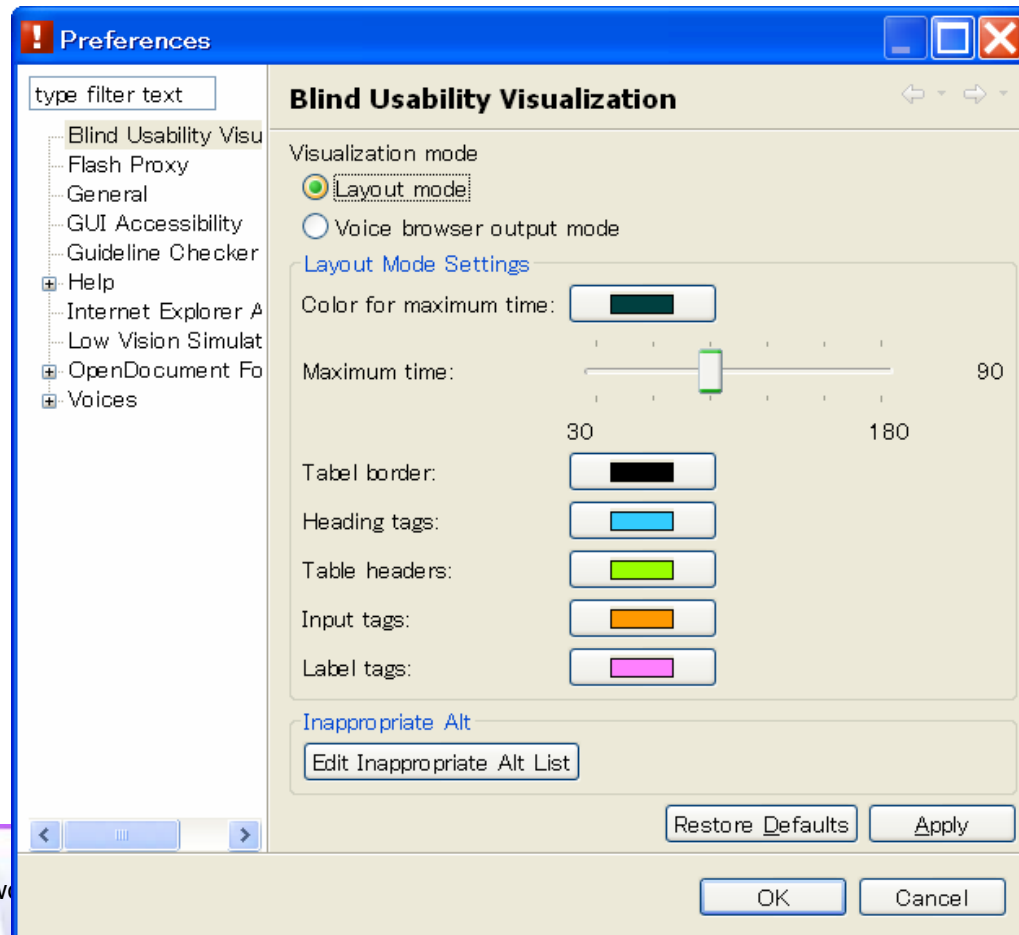 Preferences
type filter text
Blind Usability Visualization
Blind Usability Visu
Flash Proxy
General
GUI Accessibility
Guideline Checker
Help
Internet Explorer A
Low Vision Simulat
OpenDocument Fo
Voices
Visualization mode
Layout mode
Voice browser output mode
Layout Mode Settings
Color for maximum time:
Maximum time: 90
30 180
Tabel border:
Heading tags:
Table headers:
Input tags:
Label tags:
Inappropriate Alt
Edit Inappropriate Alt List
Restore Defaults Apply
OK Cancel